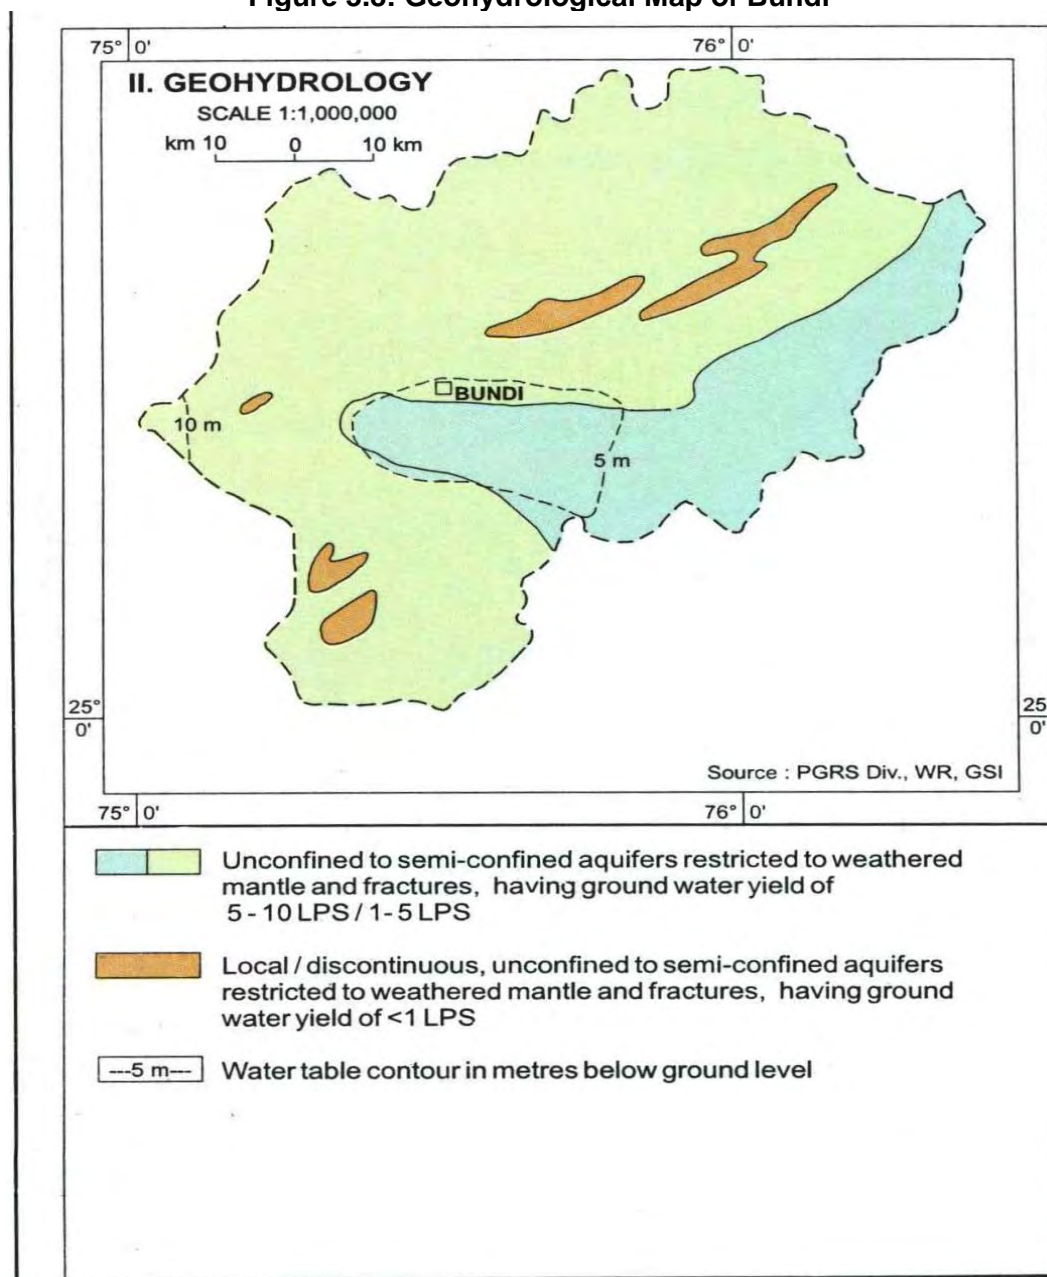 Geohydrological Map of Bundi
75° 0'
76° 0'
II. GEOHYDROLOGY
SCALE 1:1,000,000
km 10 0 10 km
BUNDI
10 m
5 m
25° 0'
25 0'
Source : PGRS Div., WR, GSI
75° 0'
76° 0'
Unconfined to semi-confined aquifers restricted to weathered
mantle and fractures, having ground water yield of
5 - 10 LPS / 1- 5 LPS
Local / discontinuous, unconfined to semi-confined aquifers
restricted to weathered mantle and fractures, having ground
water yield of <1 LPS
---5 m---
Water table contour in metres below ground level